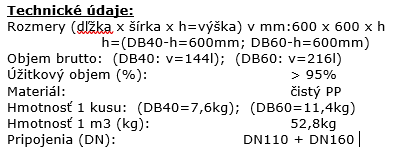 Technické údaje:
Rozmery (dĺžka x šírka x h=výška) v mm:600 x 600 x h
h=(DB40-h=600mm; DB60-h=600mm)
Objem brutto: (DB40: v=144l); (DB60: v=216l)
Úžitkový objem (%): > 95%
Materiál: čistý PP
Hmotnosť 1 kusu: (DB40=7,6kg); (DB60=11,4kg)
Hmotnosť 1 m3 (kg): 52,8kg
Pripojenia (DN): DN110 + DN160